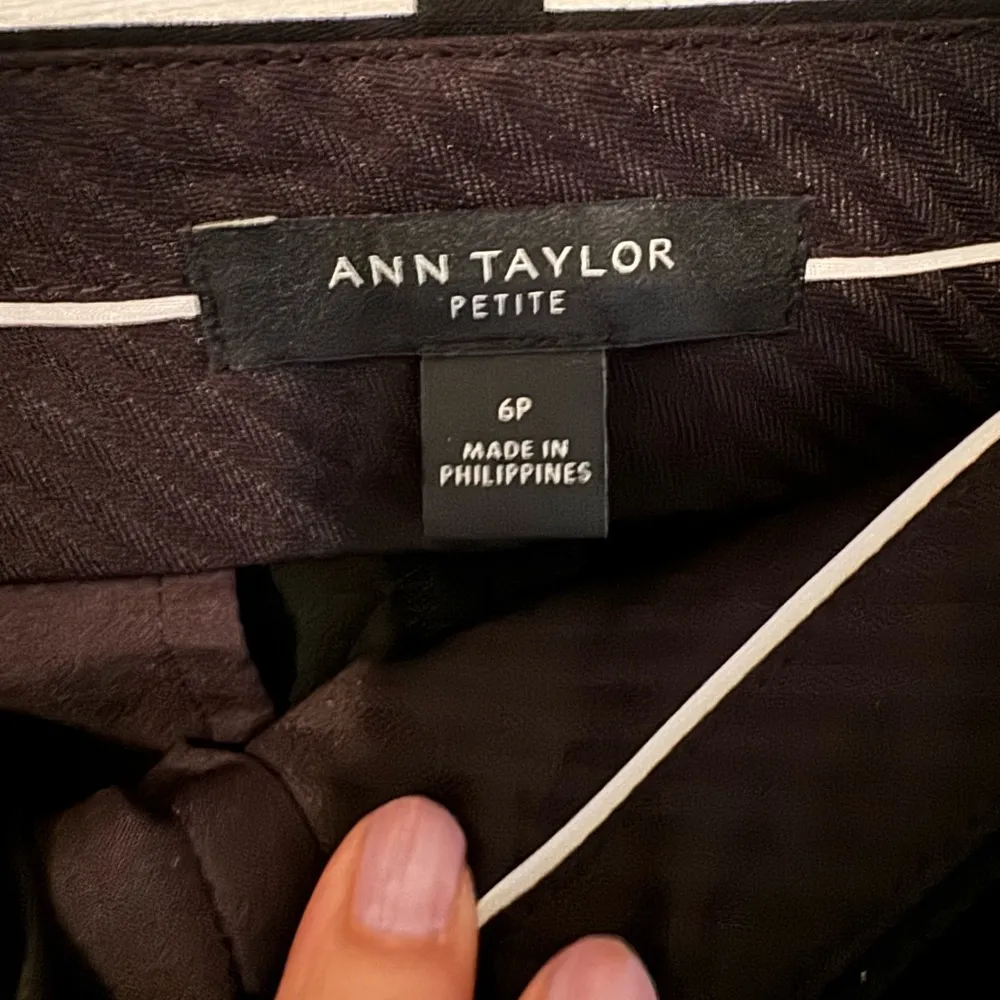 ANN TAYLOR
PETITE
6P
MADE IN
PHILIPPINES